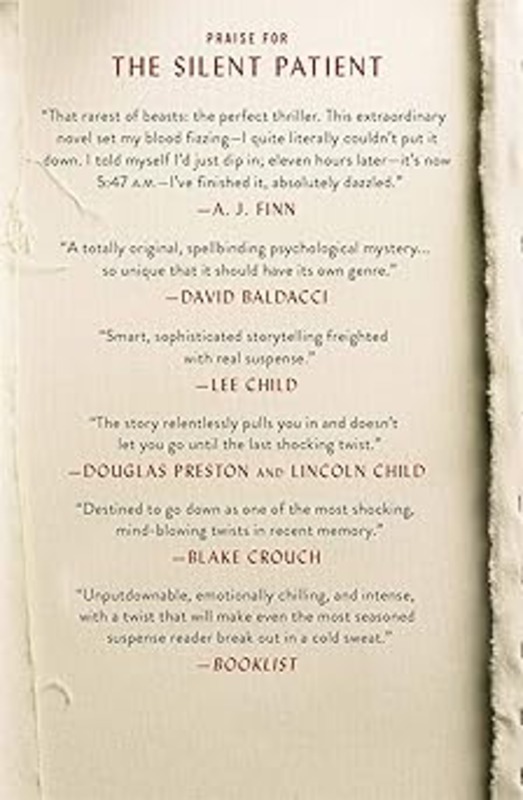 PRAISE FOR
THE SILENT PATIENT
"That rarest of beasts: the perfect thriller. This extraordinary
novel set my blood fizzing—I quite literally couldn't put it
down. I told myself I'd just dip in; eleven hours later—it's now
5:47 A.M.—I've finished it, absolutely dazzled."
—A. J. FINN
"A totally original, spellbinding psychological mystery...
so unique that it should have its own genre."
—DAVID BALDACCI
"Smart, sophisticated storytelling freighted
with real suspense."
—LEE CHILD
"The story relentlessly pulls you in and doesn't
let you go until the last shocking twist."
—DOUGLAS PRESTON AND LINCOLN CHILD
"Destined to go down as one of the most shocking,
mind-blowing twists in recent memory."
—BLAKE CROUCH
"Unputdownable, emotionally chilling, and intense,
with a twist that will make even the most seasoned
suspense reader break out in a cold sweat."
—BOOKLIST